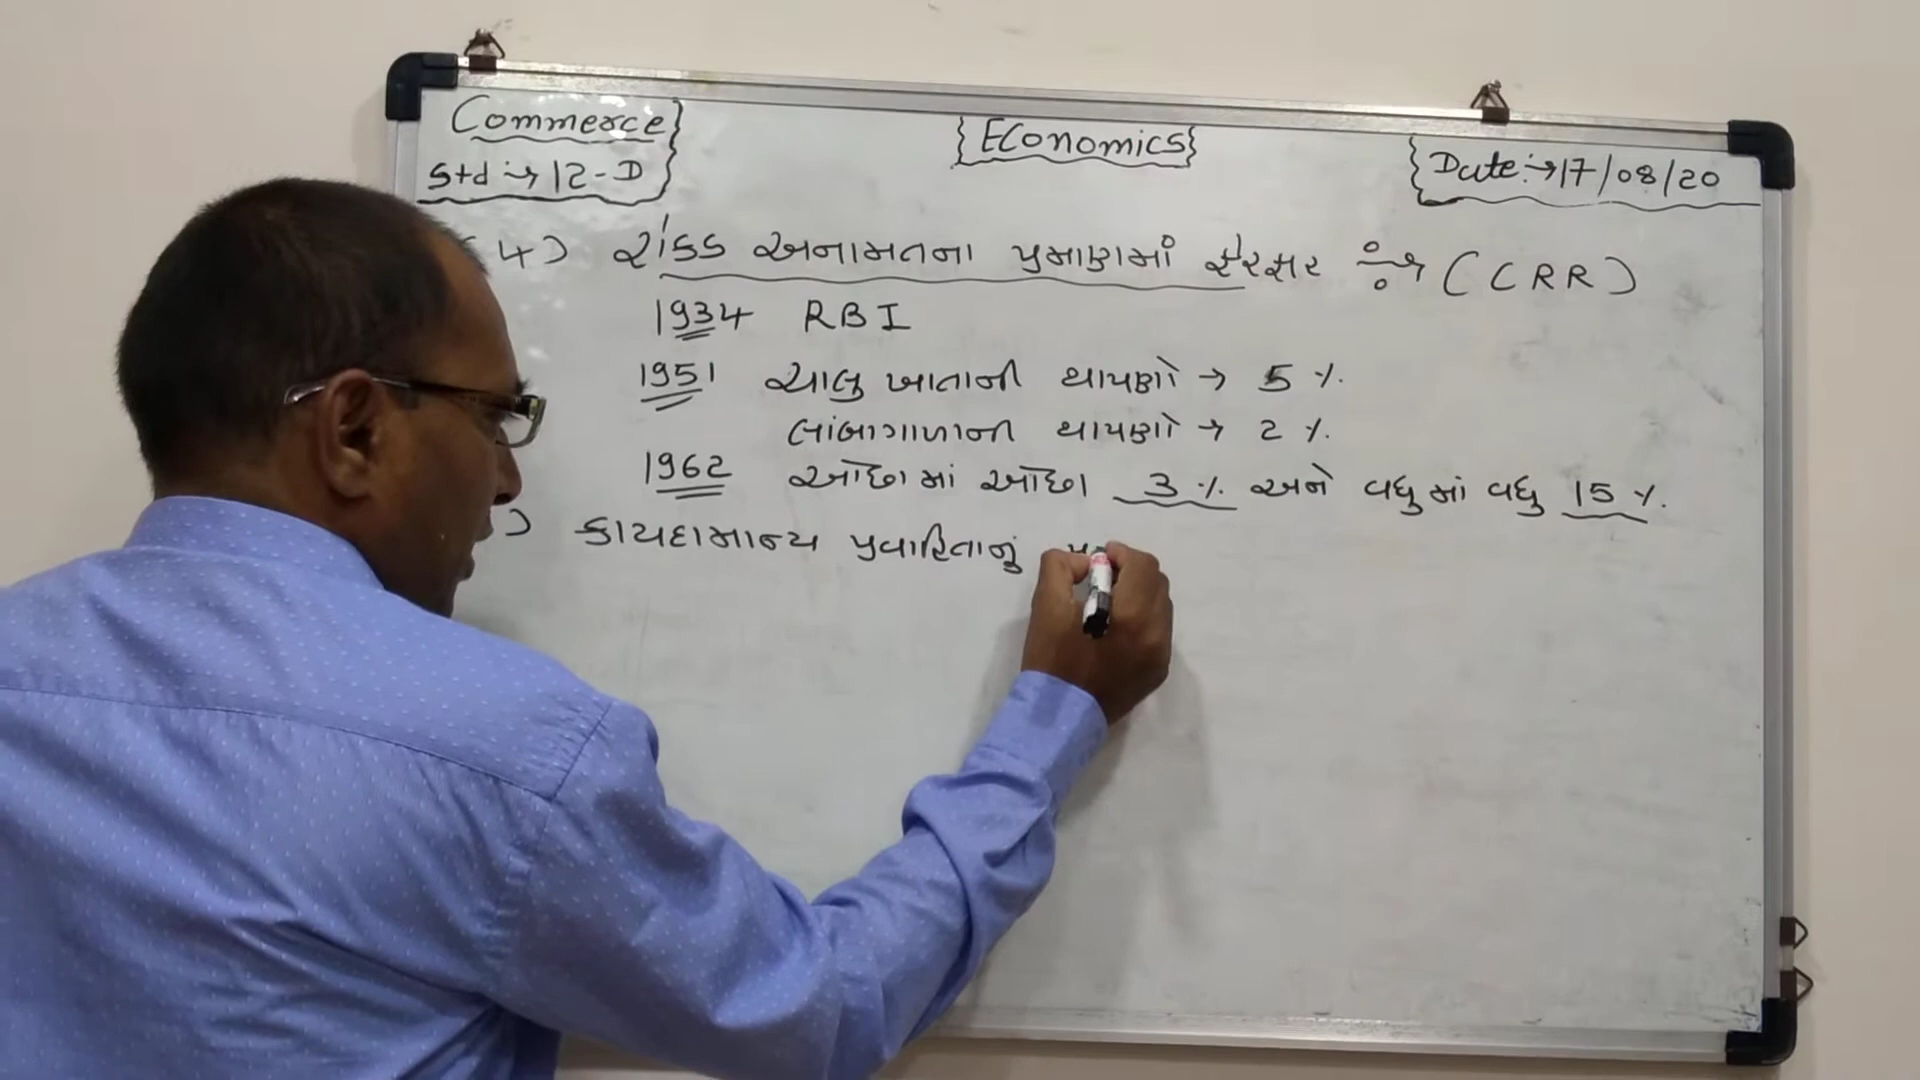 Commerce
Std → 12-D
Economics
Date:→17/08/20
4) રોકડ અનામતના પ્રમાણમાં ફેરફાર :→ (CRR)
1934 RBI
1951 ચાલુ ખાતાની થાપણો → 5 %.
લાંબાગાળાની થાપણો → 2 %.
1962 ઓછામાં ઓછા 3 % અને વધુમાં વધુ 15 %.
) કાયદામાન્ય પ્રવાહિતાનું